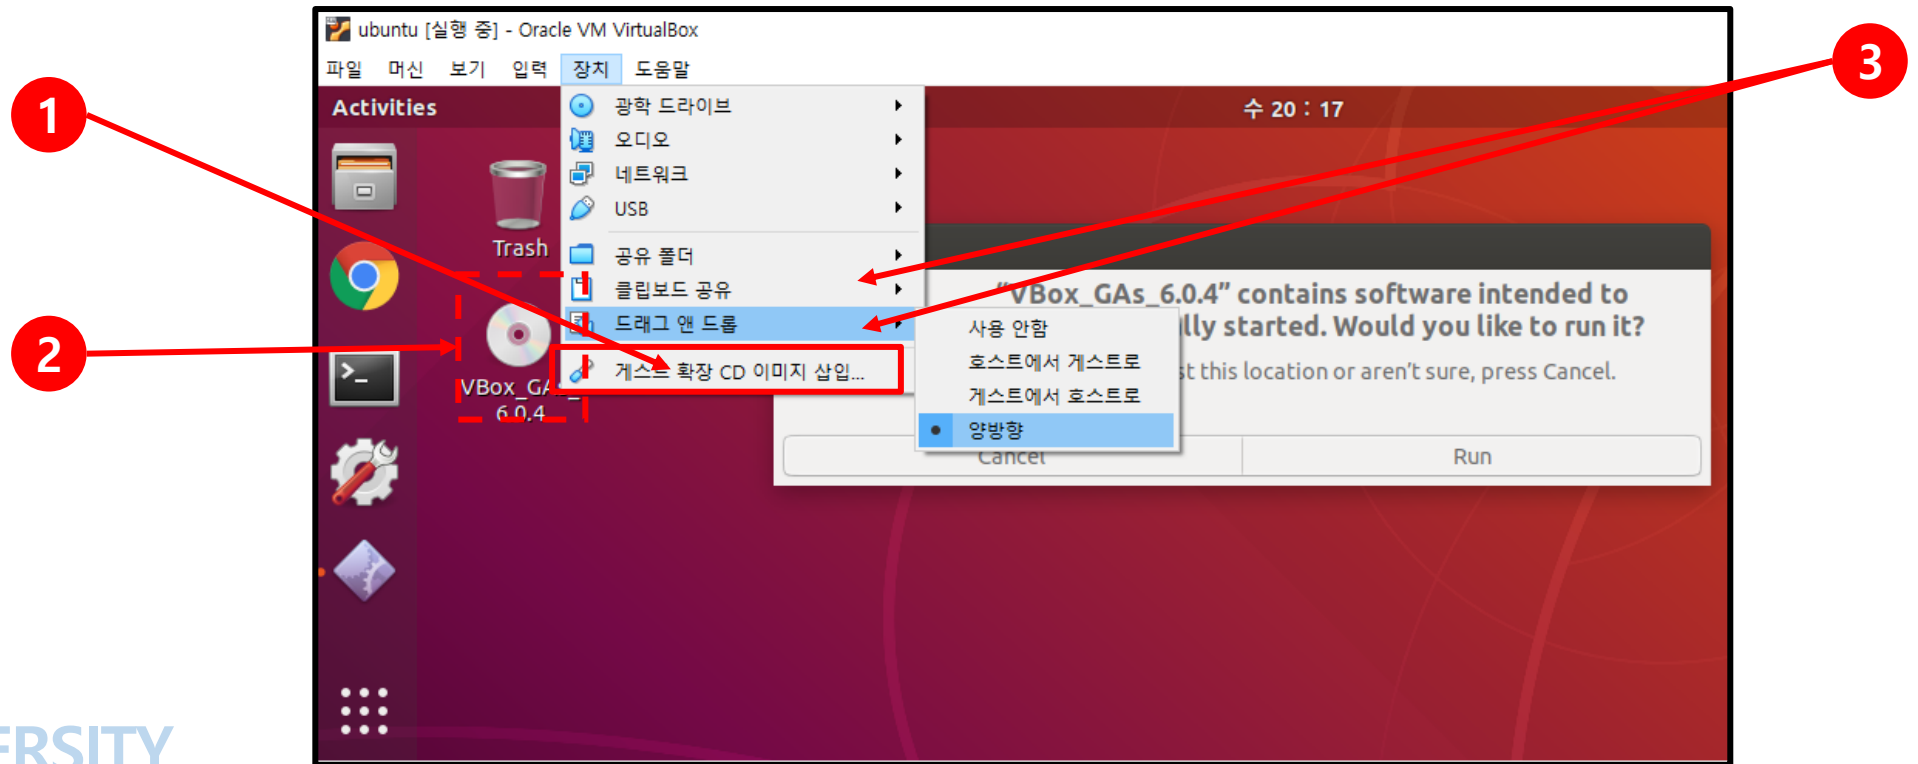 ubuntu [실행 중] - Oracle VM VirtualBox
파일 머신 보기 입력 장치 도움말
3
1
Activities
수 20 : 17
광학 드라이브
오디오
네트워크
USB
Trash
공유 폴더
클립보드 공유
드래그 앤 드롭
게스트 확장 CD 이미지 삽입...
"VBox_GAs_6.0.4" contains software intended to
lly started. Would you like to run it?
st this location or aren't sure, press Cancel.
사용 안함
호스트에서 게스트로
게스트에서 호스트로
양방향
Cancel
Run
2
VBox_GAs_
6.0.4
ERSITY